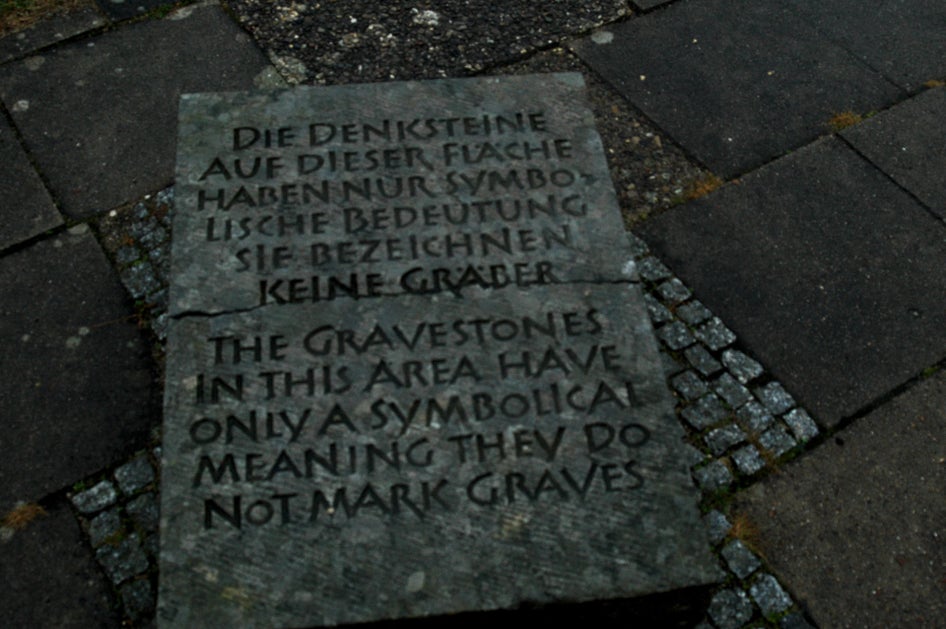 DIE DENKSTEINE
AUF DIESER FLÄCHE
HABEN NUR SYMBO-
LISCHE BEDEUTUNG
SIE BEZEICHNEN
KEINE GRÄBER
THE GRAVESTONES
IN THIS AREA HAVE
ONLY A SYMBOLICAL
MEANING THEY DO
NOT MARK GRAVES